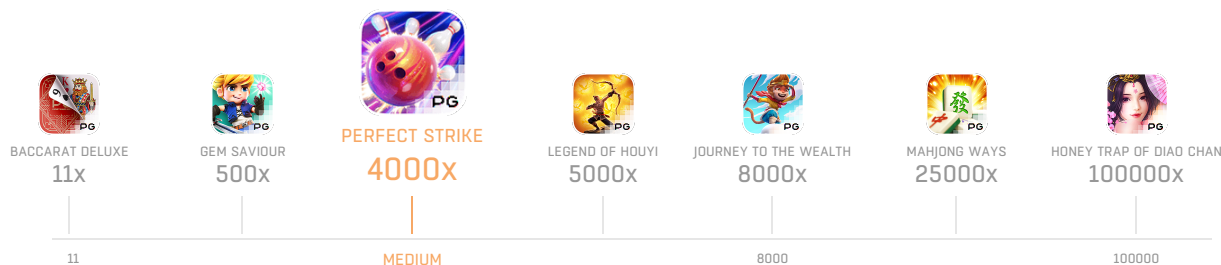 PG
PG
PG
PG
PG
PG
PG
BACCARAT DELUXE
11x
GEM SAVIOUR
500x
PERFECT STRIKE
4000x
LEGEND OF HOUYI
5000x
JOURNEY TO THE WEALTH
8000x
MAHJONG WAYS
25000x
HONEY TRAP OF DIAO CHAN
100000x
11
MEDIUM
8000
100000
發